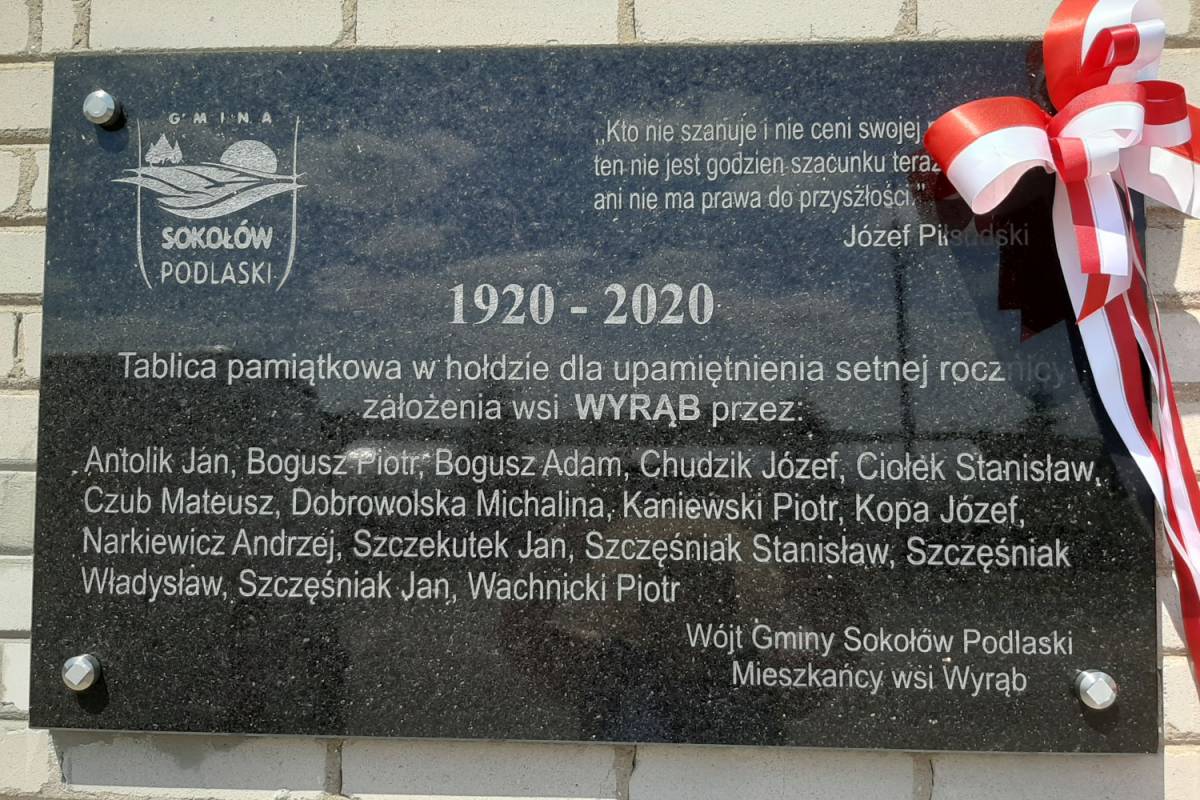 GMINA
SOKOŁÓW
PODLASKI
„Kto nie szanuje i nie ceni swojej
ten nie jest godzien szacunku
ani nie ma prawa do przyszłości."
Józef Piłsudski
1920 - 2020
Tablica pamiątkowa w hołdzie dla upamiętnienia setnej rocznicy
założenia wsi WYRĄB przez:
Antolik Jan, Bogusz Piotr, Bogusz Adam, Chudzik Józef, Ciołek Stanisław,
Czub Mateusz, Dobrowolska Michalina, Kaniewski Piotr, Kopa Józef,
Narkiewicz Andrzej, Szczekutek Jan, Szczęśniak Stanisław, Szczęśniak
Władysław, Szczęśniak Jan, Wachnicki Piotr
Wójt Gminy Sokołów Podlaski
Mieszkańcy wsi Wyrąb